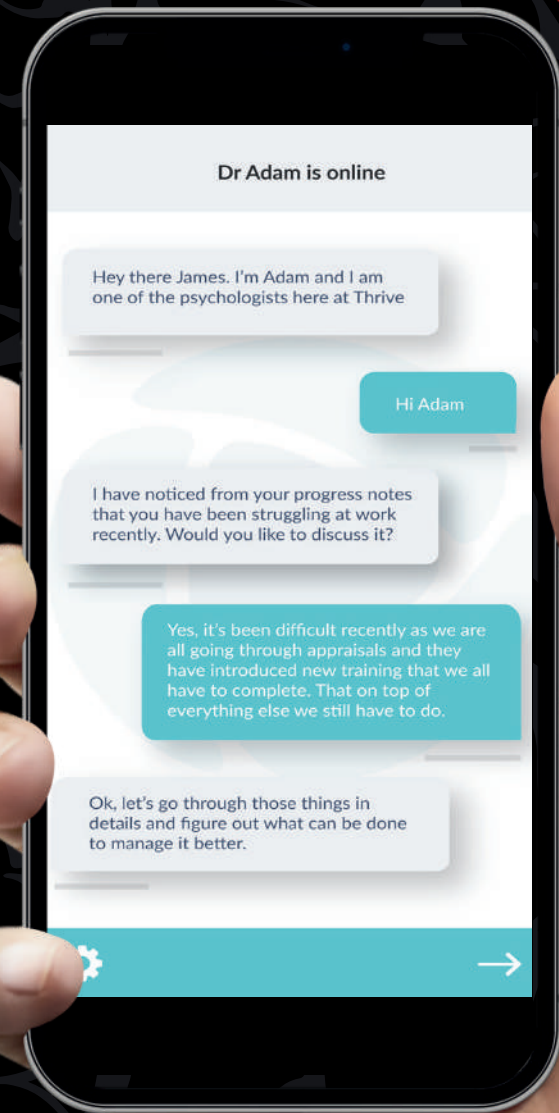 Dr Adam is online
Hey there James. I'm Adam and I am
one of the psychologists here at Thrive
Hi Adam
I have noticed from your progress notes
that you have been struggling at work
recently. Would you like to discuss it?
Yes, it's been difficult recently as we are
all going through appraisals and they
have introduced new training that we all
have to complete. That on top of
everything else we still have to do.
Ok, let's go through those things in
details and figure out what can be done
to manage it better.